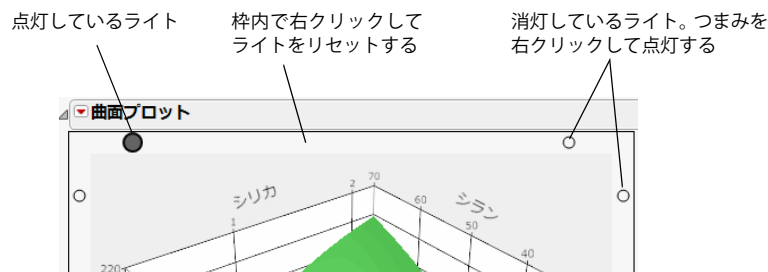 点灯しているライト
枠内で右クリックして
ライトをリセットする
消灯しているライト。つまみを
右クリックして点灯する
曲面プロット
シリカ
シラン
2
70
1
60
50
40
220